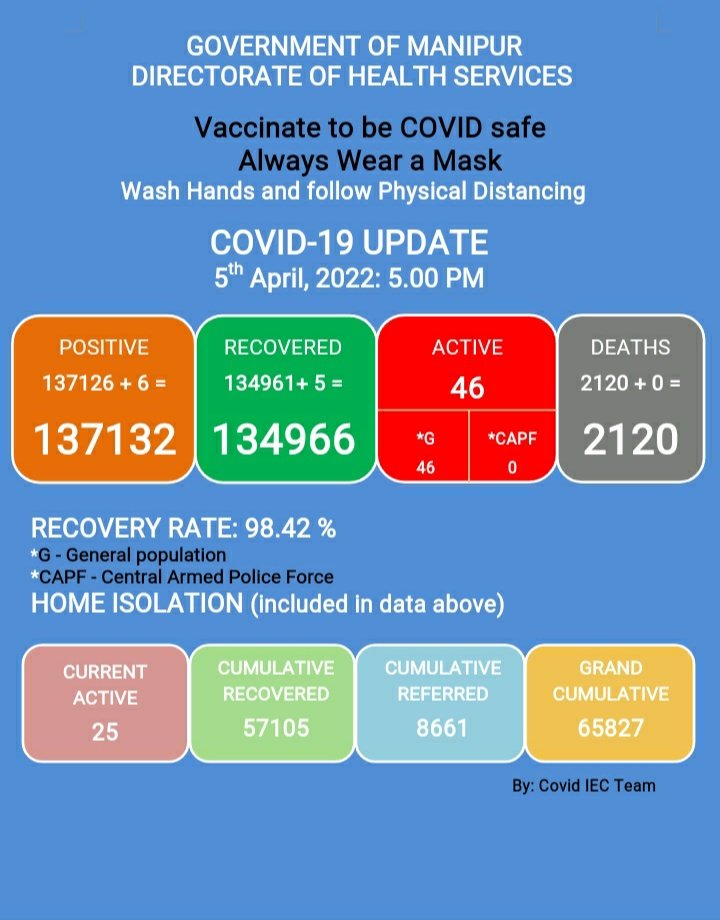 GOVERNMENT OF MANIPUR
DIRECTORATE OF HEALTH SERVICES
Vaccinate to be COVID safe
Always Wear a Mask
Wash Hands and follow Physical Distancing
COVID-19 UPDATE
5th April, 2022: 5.00 PM
POSITIVE
137126 + 6 =
137132
RECOVERED
134961+ 5 =
134966
ACTIVE
46
*G
46
*CAPF
0
DEATHS
2120 + 0 =
2120
RECOVERY RATE: 98.42 %
*G - General population
*CAPF - Central Armed Police Force
HOME ISOLATION (included in data above)
CURRENT
ACTIVE
25
CUMULATIVE
RECOVERED
57105
CUMULATIVE
REFERRED
8661
GRAND
CUMULATIVE
65827
By: Covid IEC Team